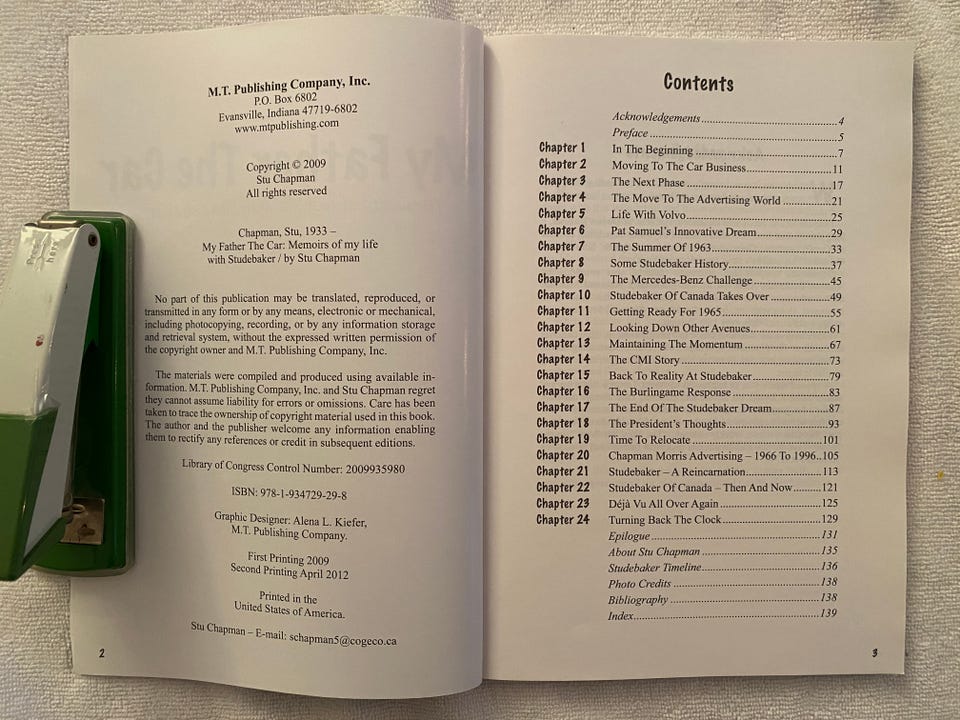 M.T. Publishing Company, Inc.
P.O. Box 6802
Evansville, Indiana 47719-6802
www.mtpublishing.com
Copyright © 2009
Stu Chapman
All rights reserved
Chapman, Stu, 1933 –
My Father The Car: Memoirs of my life
with Studebaker / by Stu Chapman
No part of this publication may be translated, reproduced, or
transmitted in any form or by any means, electronic or mechanical,
including photocopying, recording, or by any information storage
and retrieval system, without the expressed written permission of
the copyright owner and M.T. Publishing Company, Inc.
The materials were compiled and produced using available in-
formation. M.T. Publishing Company, Inc. and Stu Chapman regret
they cannot assume liability for errors or omissions. Care has been
taken to trace the ownership of copyright material used in this book.
The author and the publisher welcome any information enabling
them to rectify any references or credit in subsequent editions.
Library of Congress Control Number: 2009935980
ISBN: 978-1-934729-29-8
Graphic Designer: Alena L. Kiefer,
M.T. Publishing Company.
First Printing 2009
Second Printing April 2012
Printed in the
United States of America.
Stu Chapman – E-mail: schapman5@cogeco.ca
2
Contents
Acknowledgements....................................4
Preface....................................5
Chapter 1 In The Beginning....................................7
Chapter 2 Moving To The Car Business....................................11
Chapter 3 The Next Phase....................................17
Chapter 4 The Move To The Advertising World....................................21
Chapter 5 Life With Volvo....................................25
Chapter 6 Pat Samuel's Innovative Dream....................................29
Chapter 7 The Summer Of 1963....................................33
Chapter 8 Some Studebaker History....................................37
Chapter 9 The Mercedes-Benz Challenge....................................45
Chapter 10 Studebaker Of Canada Takes Over....................................49
Chapter 11 Getting Ready For 1965....................................55
Chapter 12 Looking Down Other Avenues....................................61
Chapter 13 Maintaining The Momentum....................................67
Chapter 14 The CMI Story....................................73
Chapter 15 Back To Reality At Studebaker....................................79
Chapter 16 The Burlingame Response....................................83
Chapter 17 The End Of The Studebaker Dream....................................87
Chapter 18 The President's Thoughts....................................93
Chapter 19 Time To Relocate....................................101
Chapter 20 Chapman Morris Advertising – 1966 To 1996..105
Chapter 21 Studebaker – A Reincarnation....................................113
Chapter 22 Studebaker Of Canada – Then And Now.........121
Chapter 23 Déjà Vu All Over Again....................................125
Chapter 24 Turning Back The Clock....................................129
Epilogue....................................131
About Stu Chapman....................................135
Studebaker Timeline....................................136
Photo Credits....................................138
Bibliography....................................138
Index....................................139
3